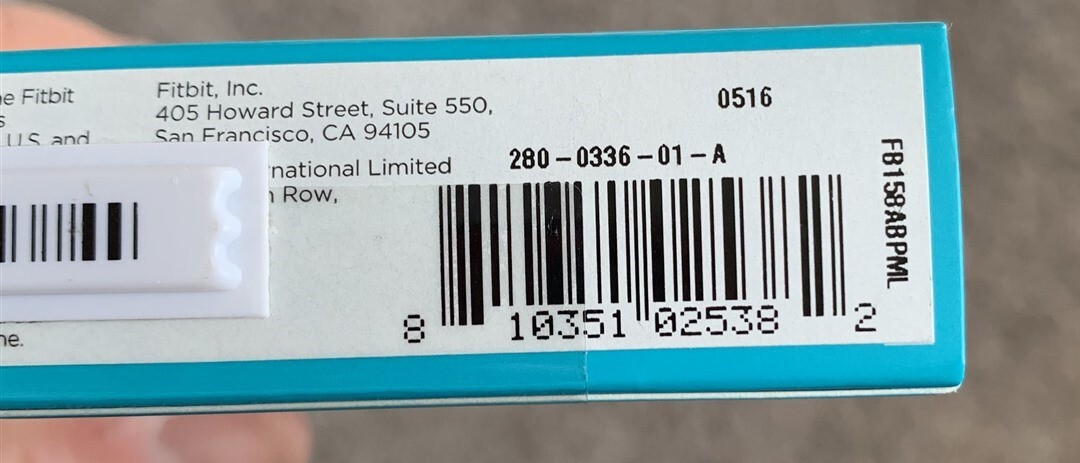 e Fitbit
s
U.S. and
Fitbit, Inc.
405 Howard Street, Suite 550,
San Francisco, CA 94105
rnational Limited
Row,
ne.
0516
280-0336-01-A
8 10351 02538 2
FB158ABPML